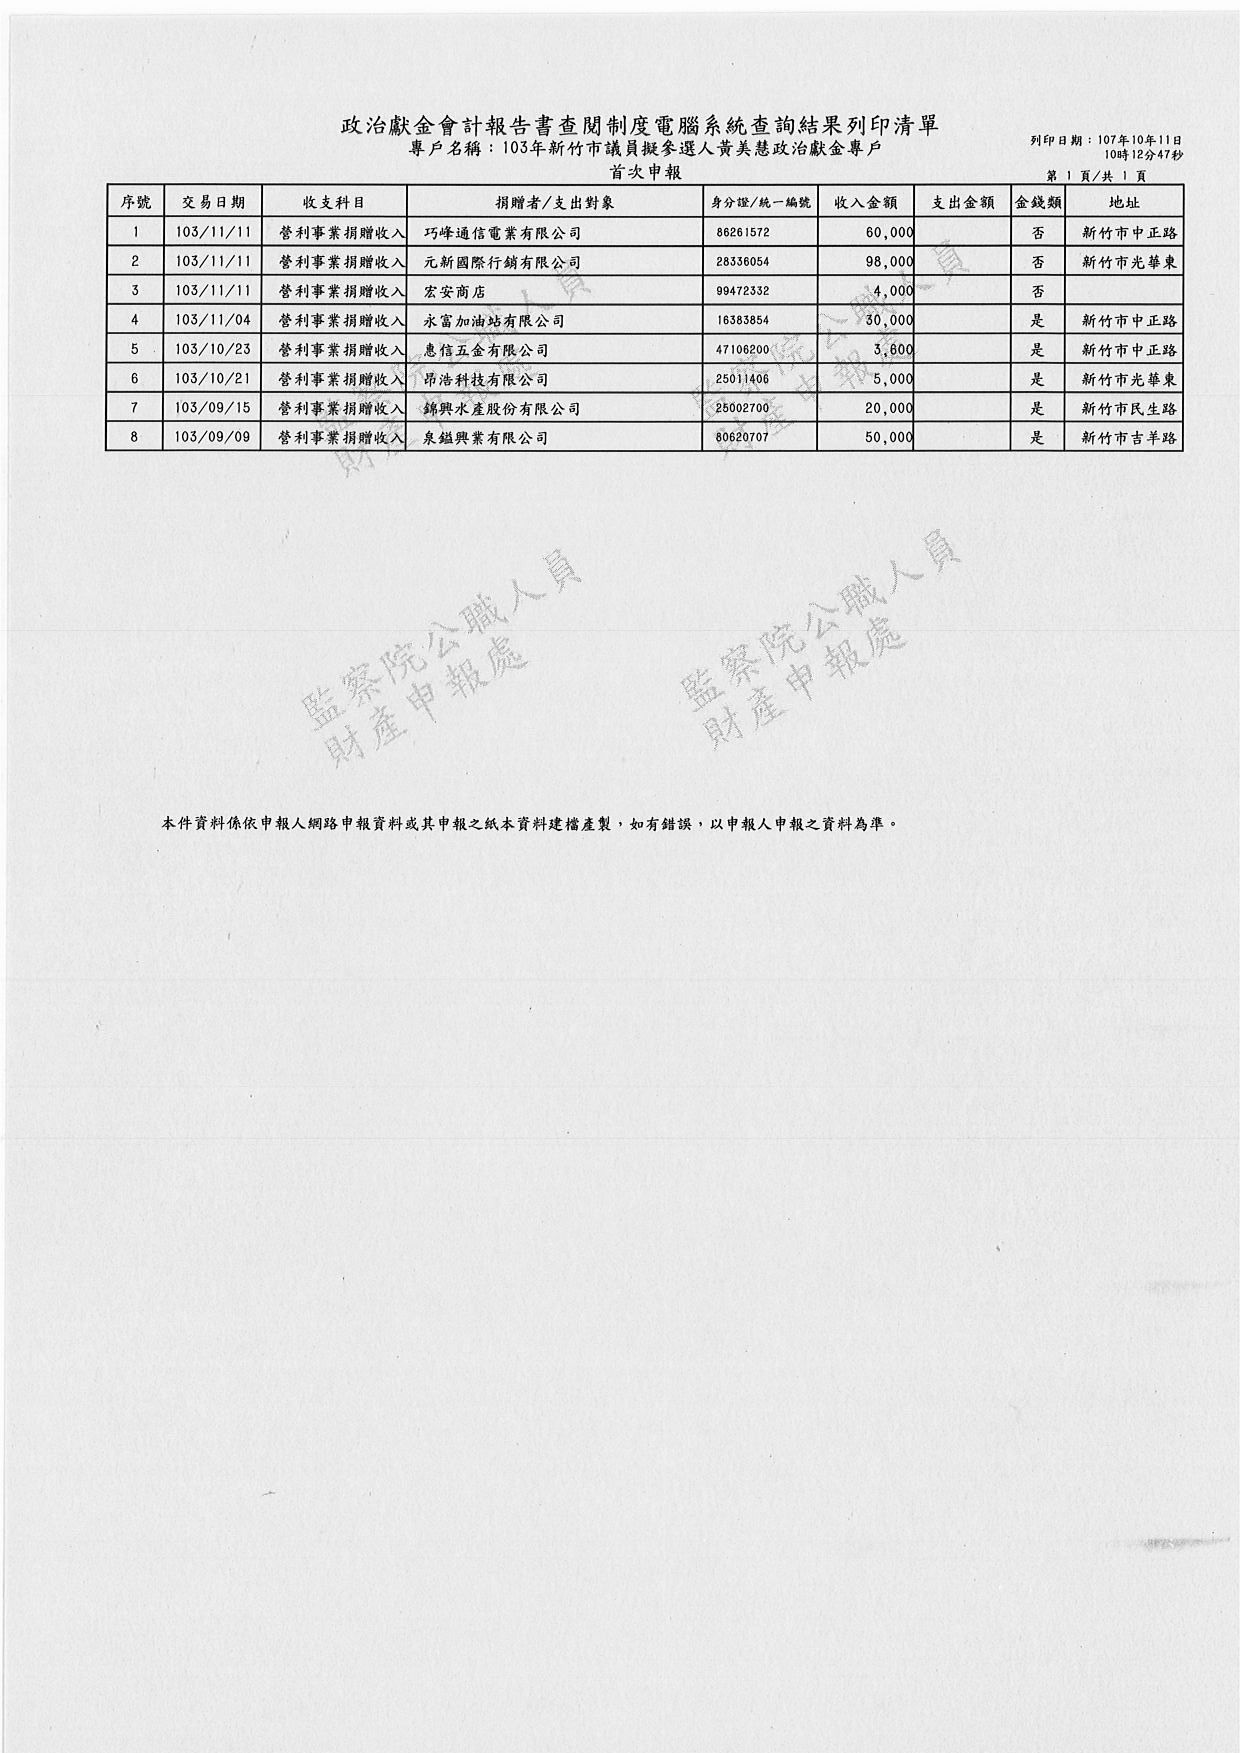 政治獻金會計報告書查閱制度電腦系統查詢結果列印清單
專戶名稱：103年新竹市議員擬參選人黃美慧政治獻金專戶
首次申報
列印日期：107年10年11日
10時12分47秒
第 1 頁/共 1 頁
序號 交易日期 收支科目 捐贈者/支出對象 身分證/統一編號 收入金額 支出金額 金錢類 地址
1 103/11/11 營利事業捐贈收入 巧峰通信電業有限公司 86261572 60,000 否 新竹市中正路
2 103/11/11 營利事業捐贈收入 元新國際行銷有限公司 28336054 98,000 否 新竹市光華東
3 103/11/11 營利事業捐贈收入 宏安商店 99472332 4,000 否
4 103/11/04 營利事業捐贈收入 永富加油站有限公司 16383854 30,000 是 新竹市中正路
5 103/10/23 營利事業捐贈收入 惠信五金有限公司 47106200 3,600 是 新竹市中正路
6 103/10/21 營利事業捐贈收入 昂浩科技有限公司 25011406 5,000 是 新竹市光華東
7 103/09/15 營利事業捐贈收入 錦興水產股份有限公司 25002700 20,000 是 新竹市民生路
8 103/09/09 營利事業捐贈收入 泉鎰興業有限公司 80620707 50,000 是 新竹市吉羊路
監察院公職人員
財產申報處
監察院公職人員
財產申報處
監察院公職人員
財產申報處
監察院公職人員
財產申報處
本件資料係依申報人網路申報資料或其申報之紙本資料建檔產製，如有錯誤，以申報人申報之資料為準。